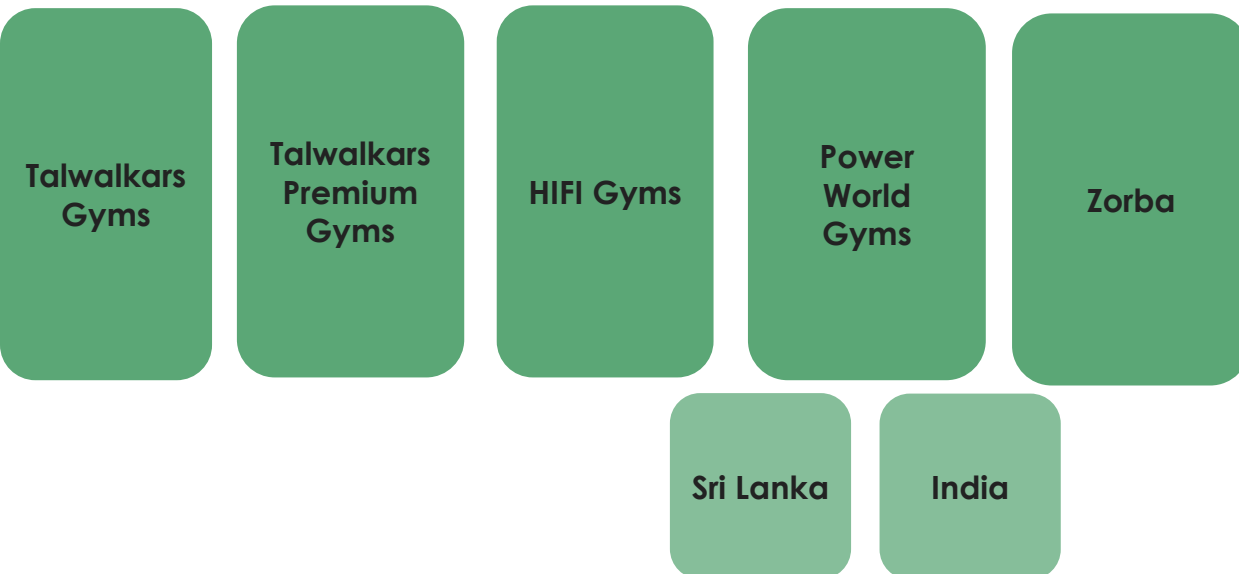 Talwalkars
Gyms
Talwalkars
Premium
Gyms
HIFI Gyms
Power
World
Gyms
Zorba
Sri Lanka
India